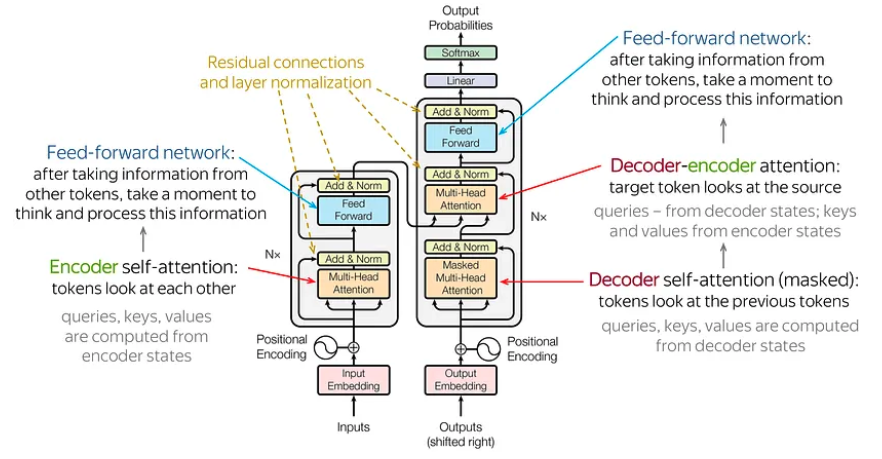 Output
Probabilities
Softmax
Linear
Add & Norm
Feed
Forward
Add & Norm
Multi-Head
Attention
Add & Norm
Masked
Multi-Head
Attention
N×
Positional
Encoding
Output
Embedding
Outputs
(shifted right)
Add & Norm
Feed
Forward
Add & Norm
Multi-Head
Attention
N×
Positional
Encoding
Input
Embedding
Inputs
Residual connections
and layer normalization
Feed-forward network:
after taking information from
other tokens, take a moment to
think and process this information
Encoder self-attention:
tokens look at each other
queries, keys, values
are computed from
encoder states
Feed-forward network:
after taking information from
other tokens, take a moment to
think and process this information
Decoder-encoder attention:
target token looks at the source
queries – from decoder states; keys
and values from encoder states
Decoder self-attention (masked):
tokens look at the previous tokens
queries, keys, values are computed
from decoder states